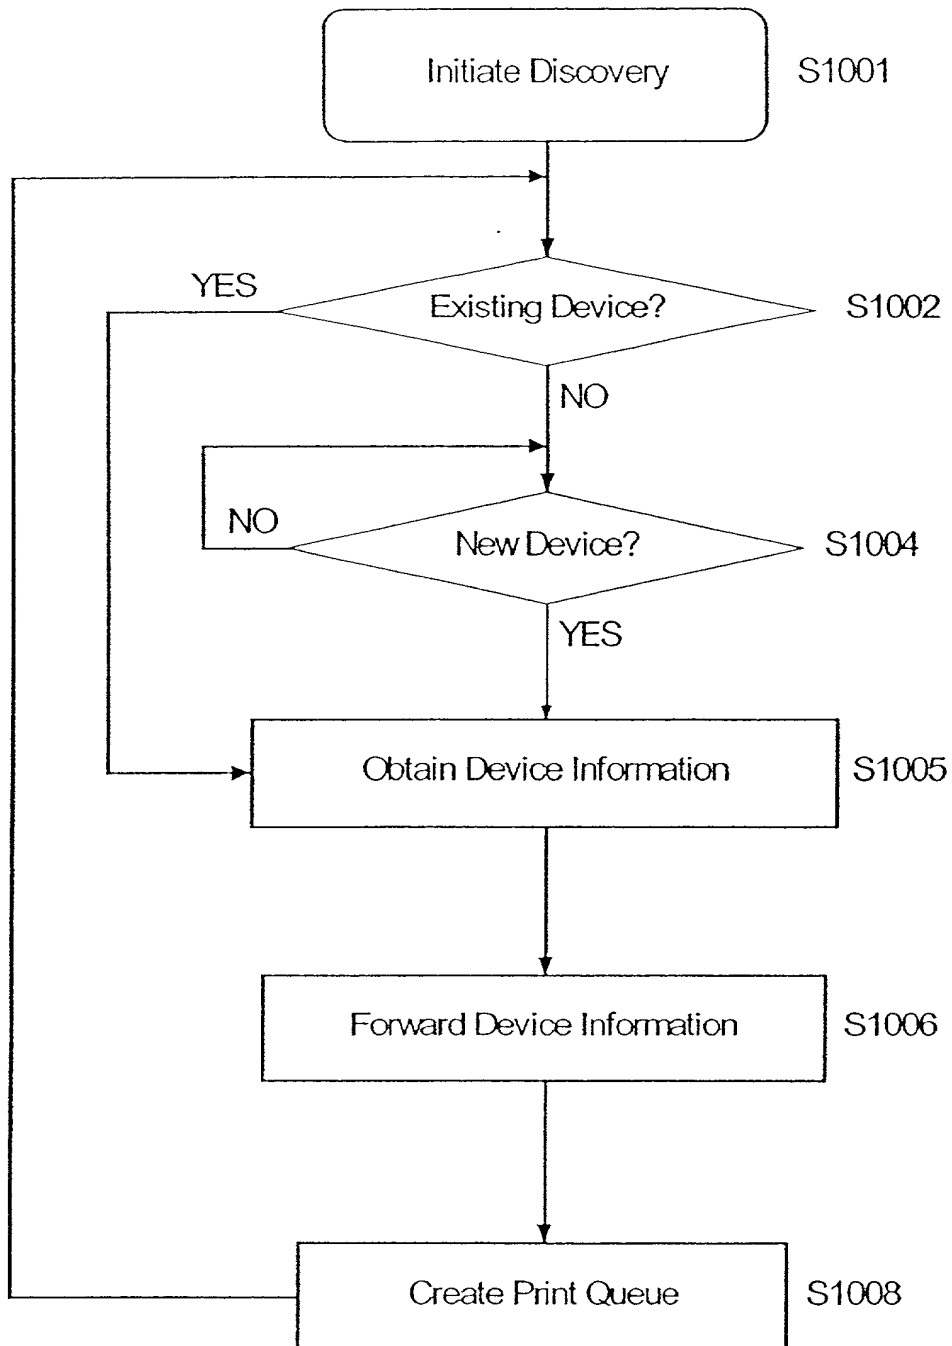 Initiate Discovery S1001
YES
Existing Device? S1002
NO
NO
New Device? S1004
YES
Obtain Device Information S1005
Forward Device Information S1006
Create Print Queue S1008